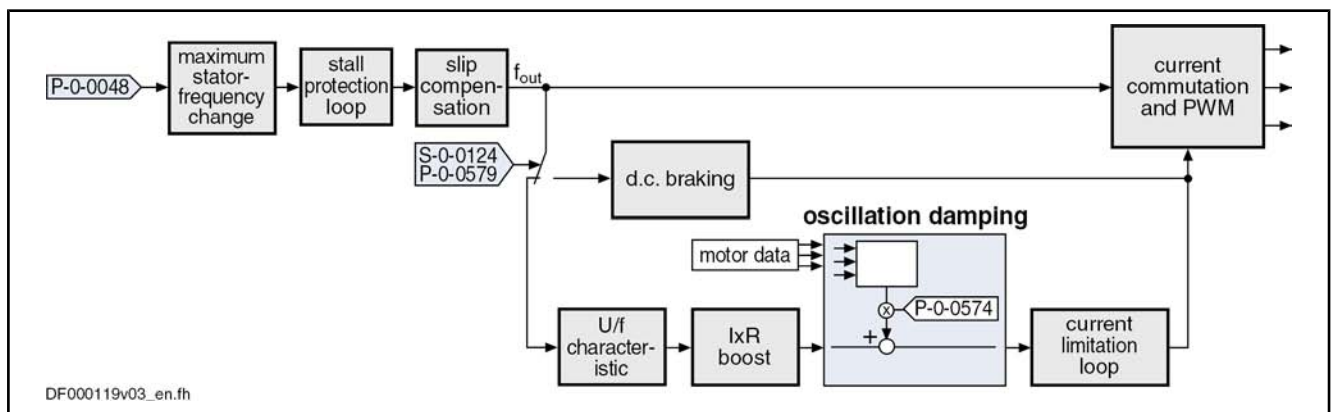 P-0-0048
maximum
stator-
frequency
change
stall
protection
loop
slip
compen-
sation
fout
current
commutation
and PWM
S-0-0124
P-0-0579
d.c. braking
oscillation damping
motor data
x
P-0-0574
+
U/f
character-
istic
IxR
boost
current
limitation
loop
DF000119v03_en.fh